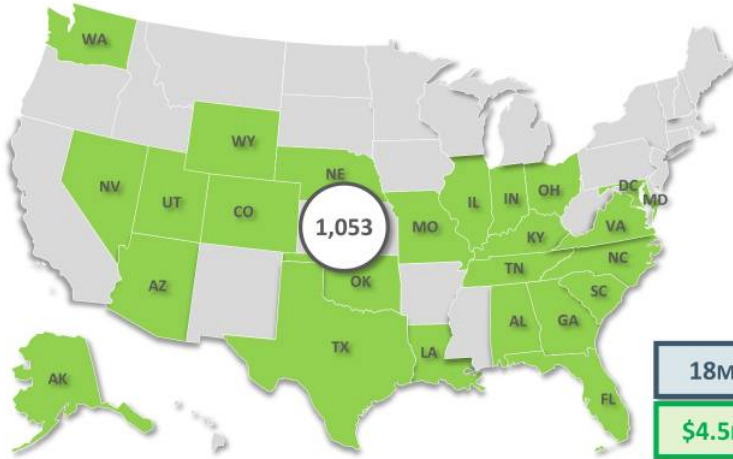 WA
WY
NE
NV
UT
CO
1,053
MO
IL
IN
OH
DC
MD
KY
VA
TN
NC
SC
AZ
OK
TX
LA
AL
GA
FL
AK
18M
$4.5